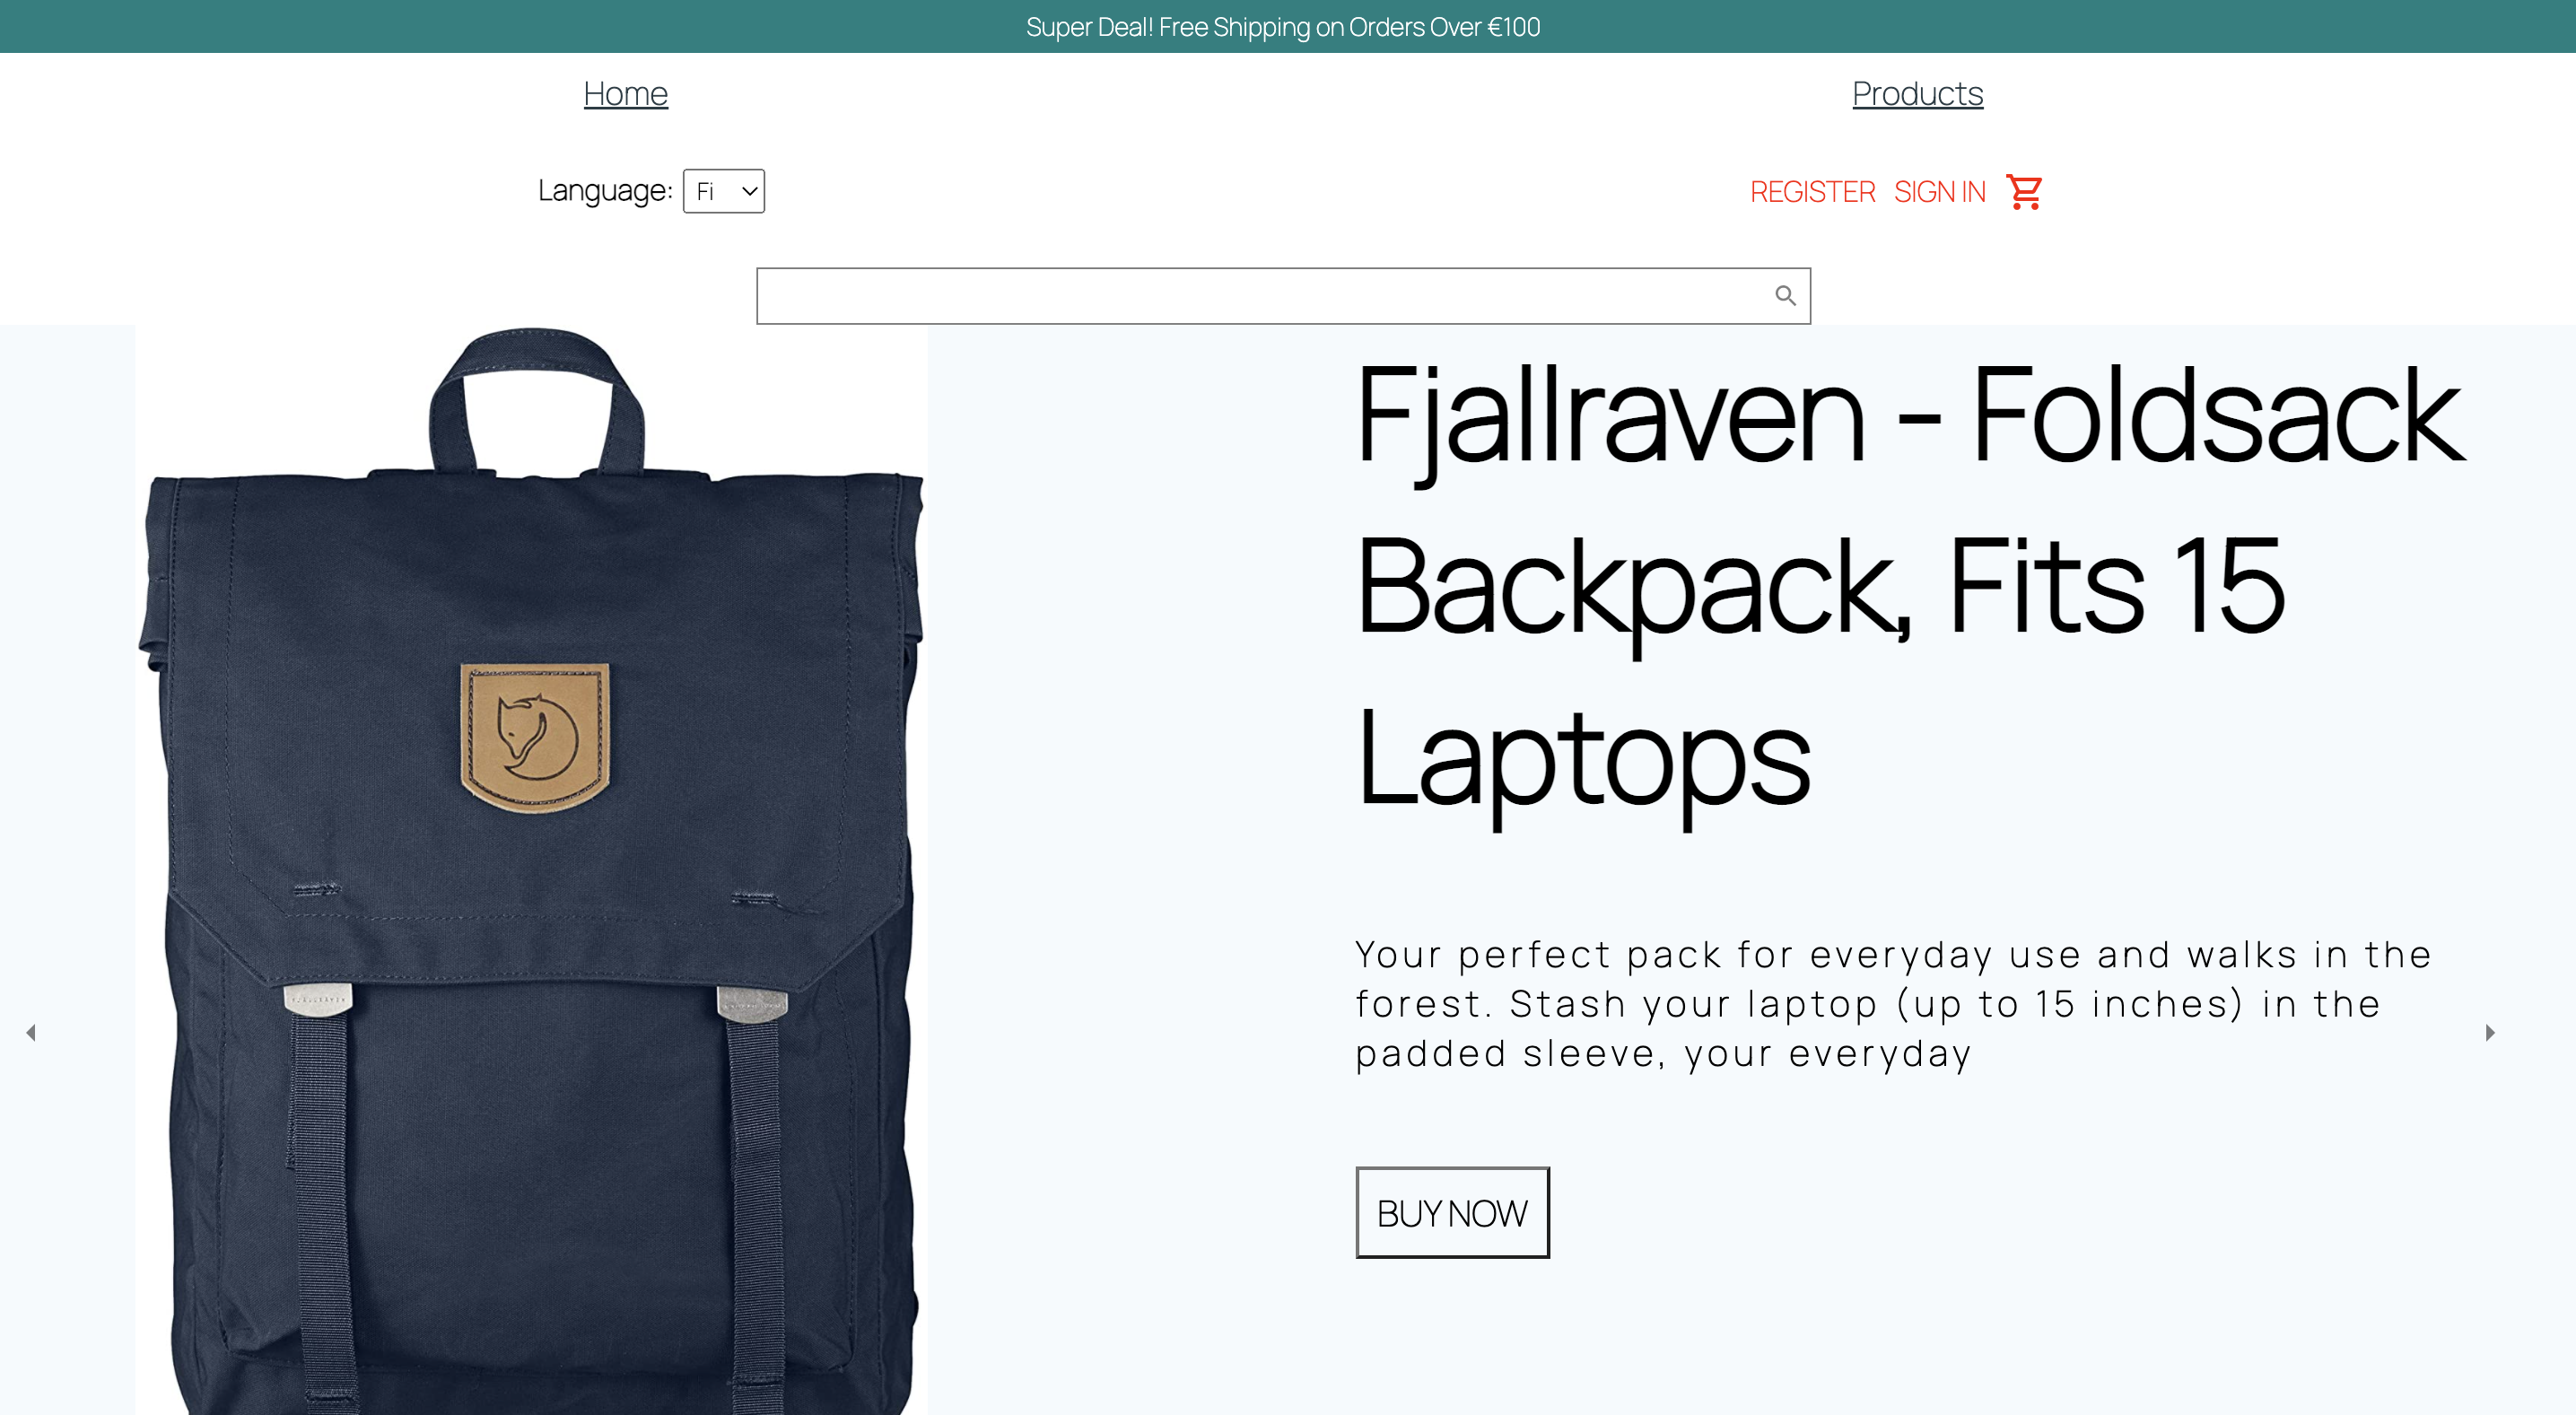 Super Deal! Free Shipping on Orders Over €100
Home
Products
Language: Fi
REGISTER SIGN IN
Fjallraven - Foldsack
Backpack, Fits 15
Laptops
Your perfect pack for everyday use and walks in the
forest. Stash your laptop (up to 15 inches) in the
padded sleeve, your everyday
BUY NOW